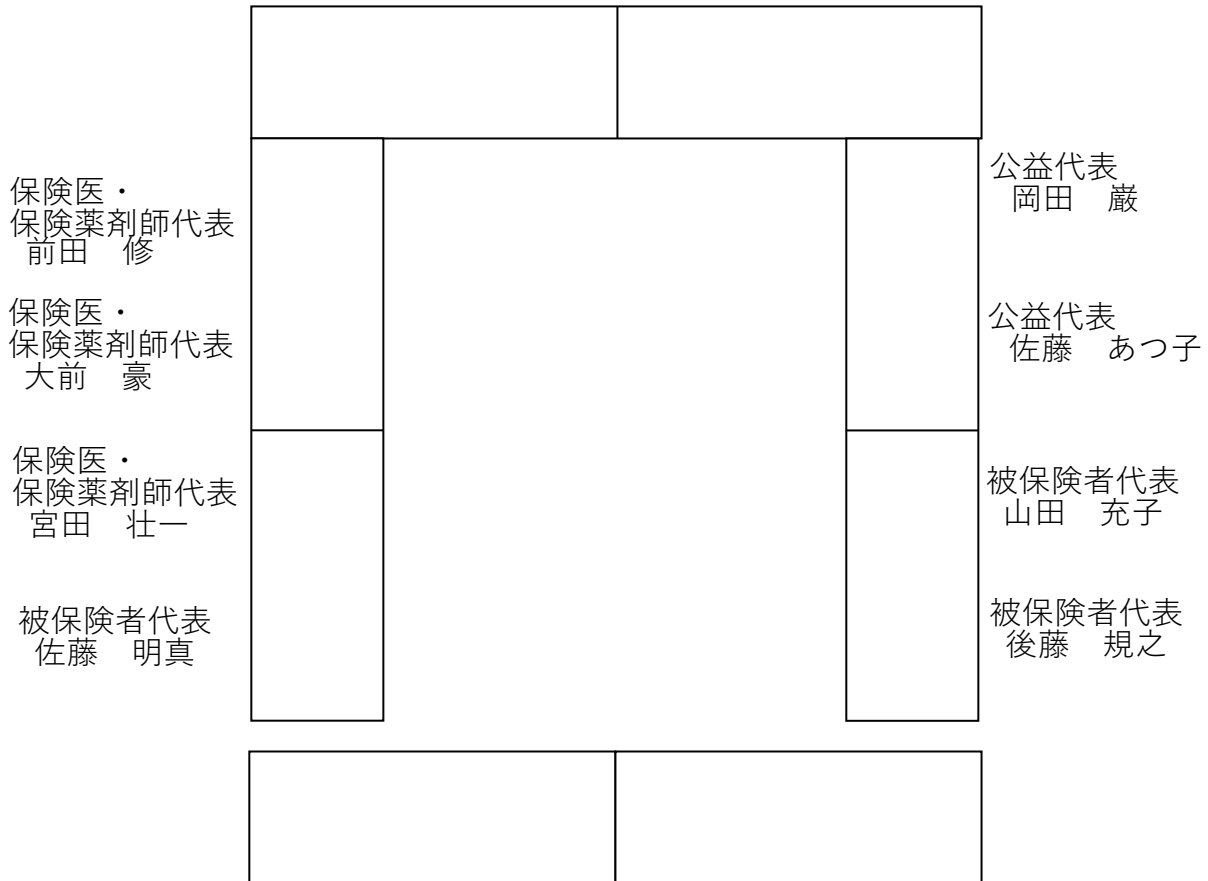 保険医・
保険薬剤師代表
前田　修
保険医・
保険薬剤師代表
大前　豪
保険医・
保険薬剤師代表
宮田　壮一
被保険者代表
佐藤　明真
公益代表
岡田　巌
公益代表
佐藤　あつ子
被保険者代表
山田　充子
被保険者代表
後藤　規之